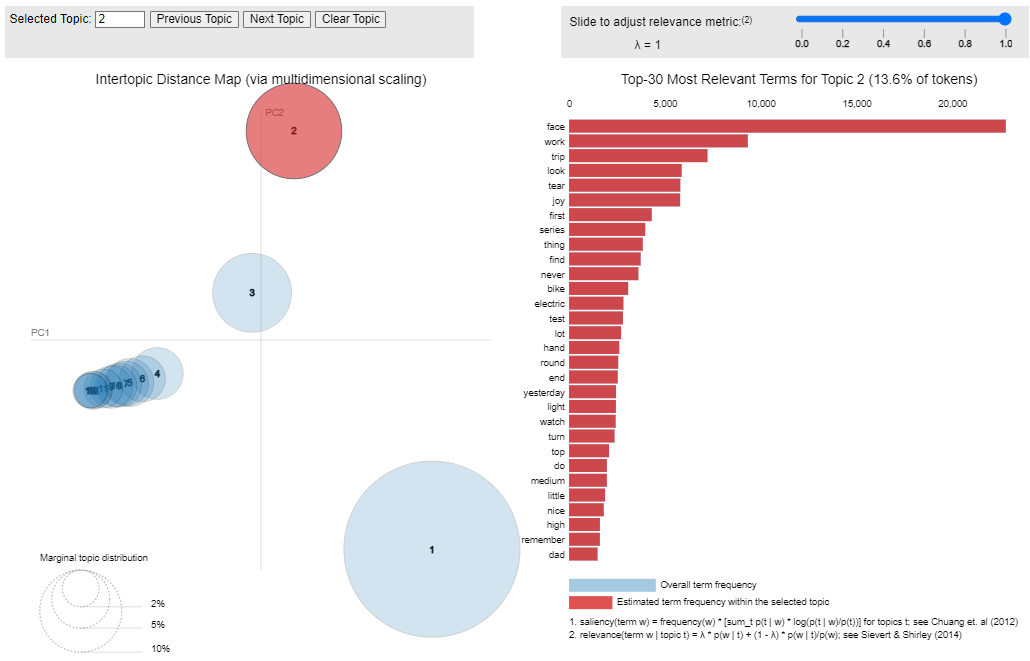 Selected Topic: 2 Previous Topic Next Topic Clear Topic
Slide to adjust relevance metric:(2)
λ = 1
0.0 0.2 0.4 0.6 0.8 1.0
Intertopic Distance Map (via multidimensional scaling)
PC2
2
3
PC1
4
6
5
7
8
9
1
Marginal topic distribution
2%
5%
10%
Top-30 Most Relevant Terms for Topic 2 (13.6% of tokens)
0 5,000 10,000 15,000 20,000
face
work
trip
look
tear
joy
first
series
thing
find
never
bike
electric
test
lot
hand
round
end
yesterday
light
watch
turn
top
do
medium
little
nice
high
remember
dad
Overall term frequency
Estimated term frequency within the selected topic
1. saliency(term w) = frequency(w) * [sum_t p(t | w) * log(p(t | w)/p(t))] for topics t; see Chuang et. al (2012)
2. relevance(term w | topic t) = λ * p(w | t) + (1 - λ) * p(w | t)/p(w); see Sievert & Shirley (2014)